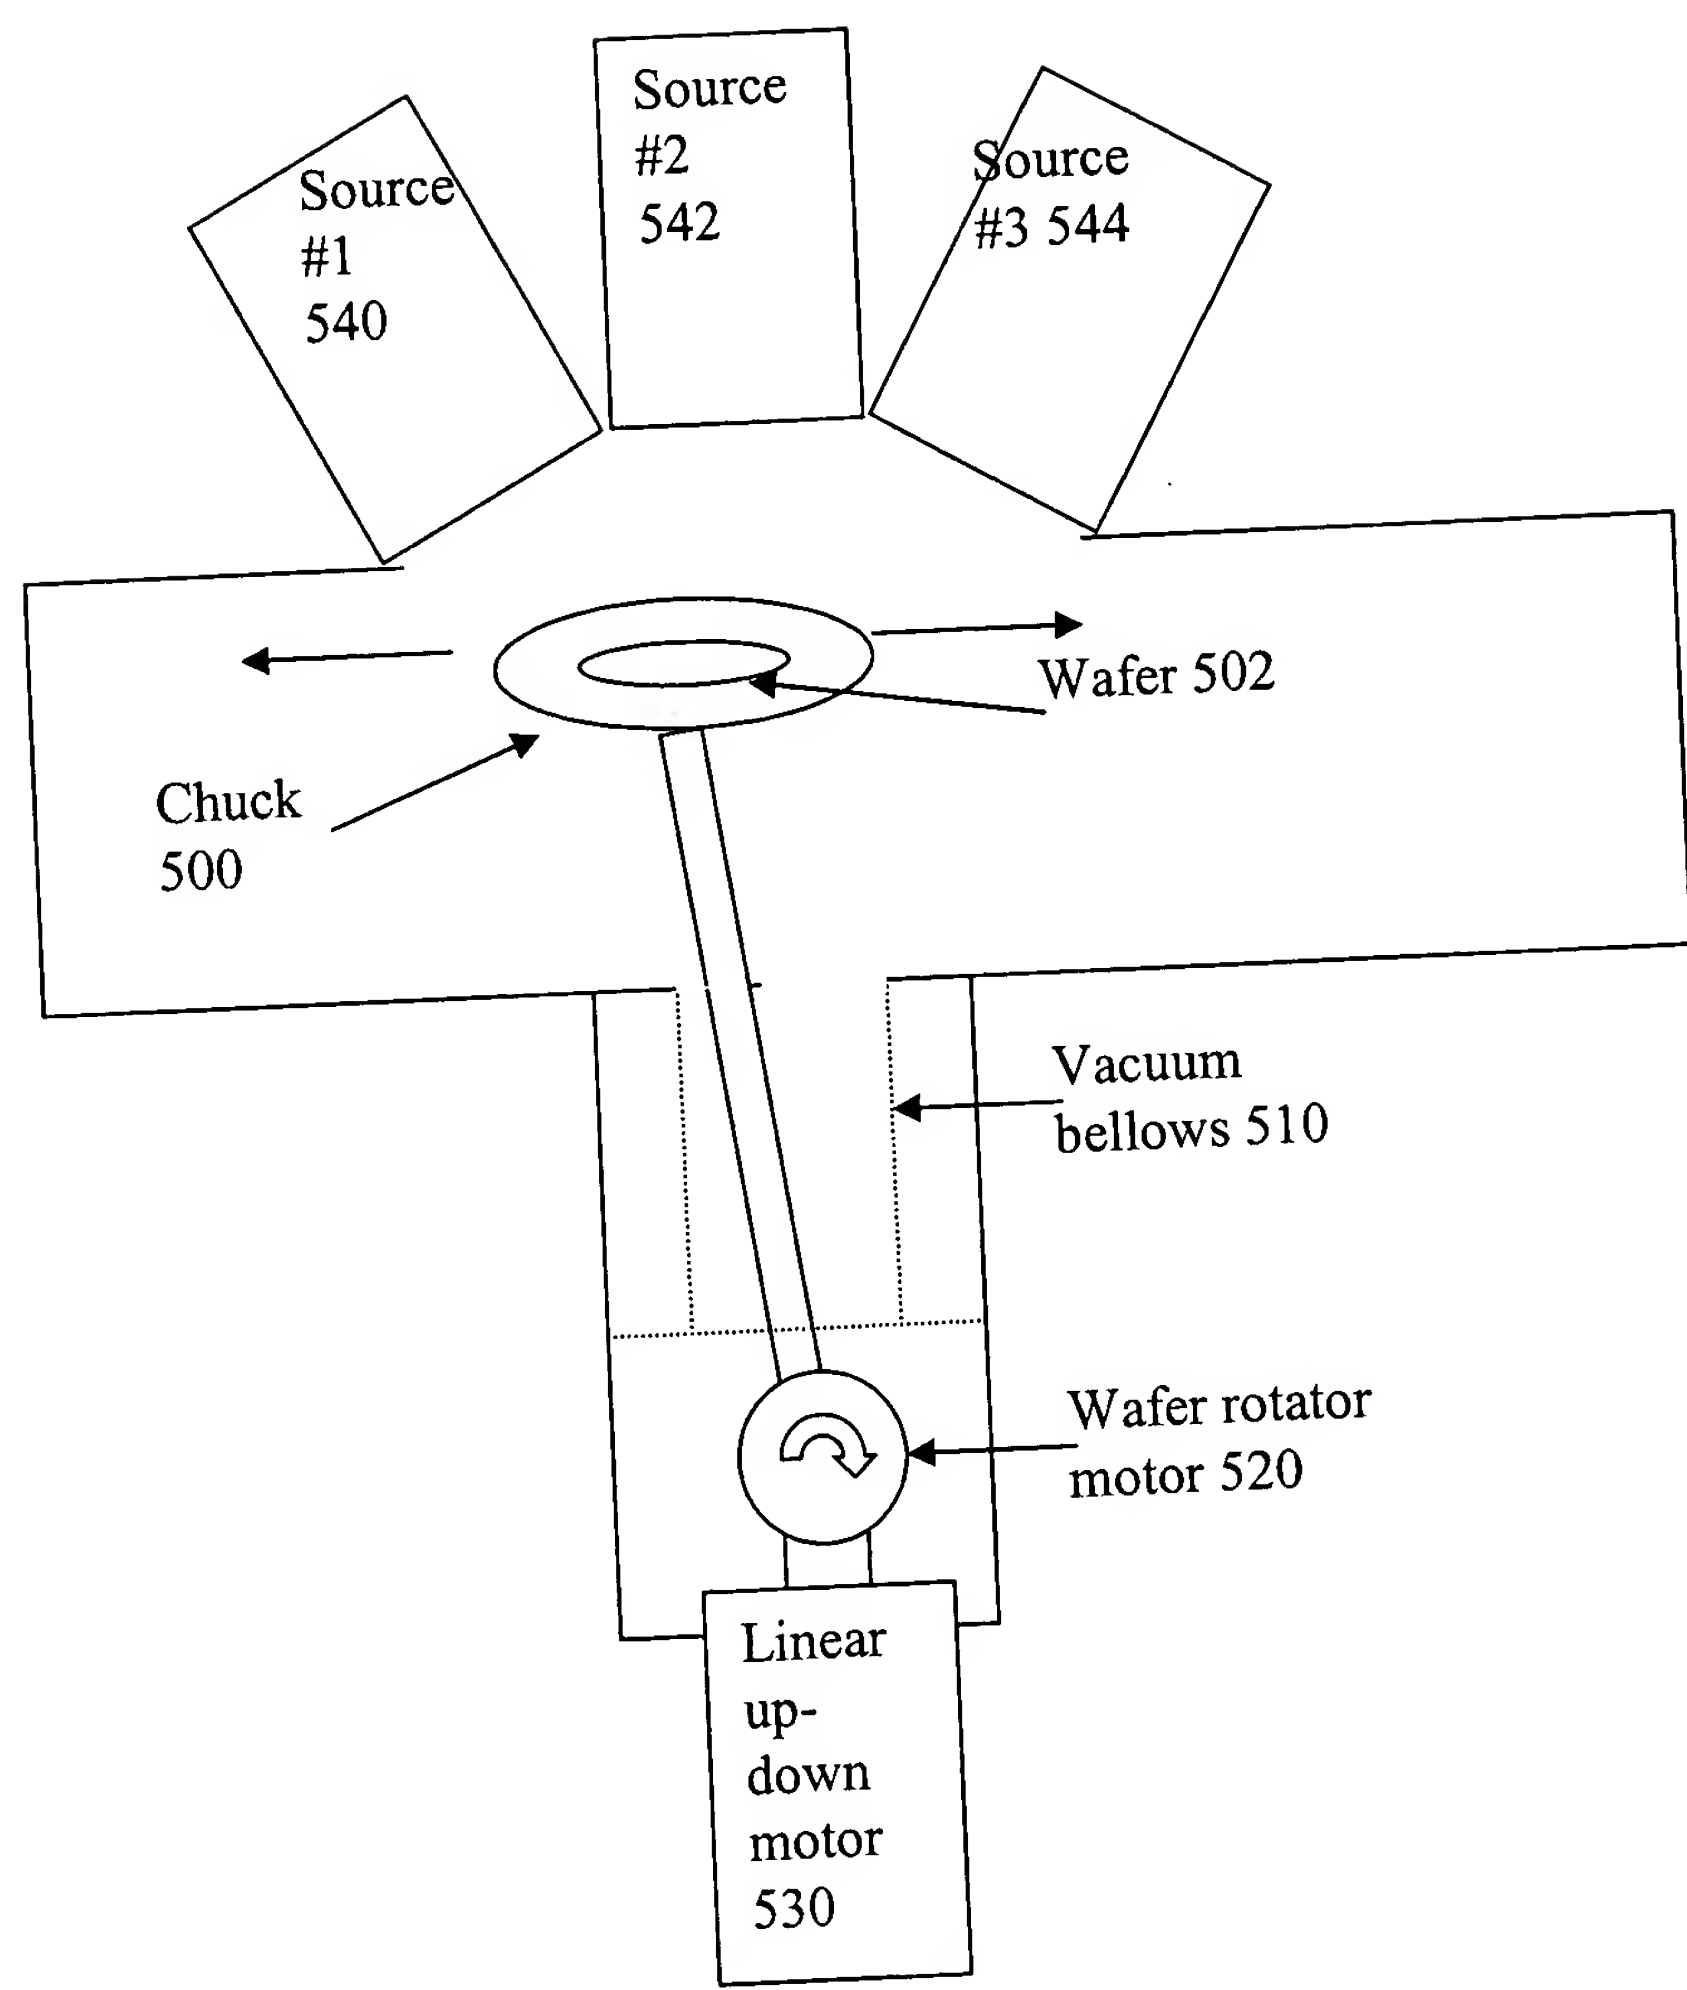 Source
#1
540
Source
#2
542
Source
#3 544
Wafer 502
Chuck
500
Vacuum
bellows 510
Wafer rotator
motor 520
Linear
up-
down
motor
530